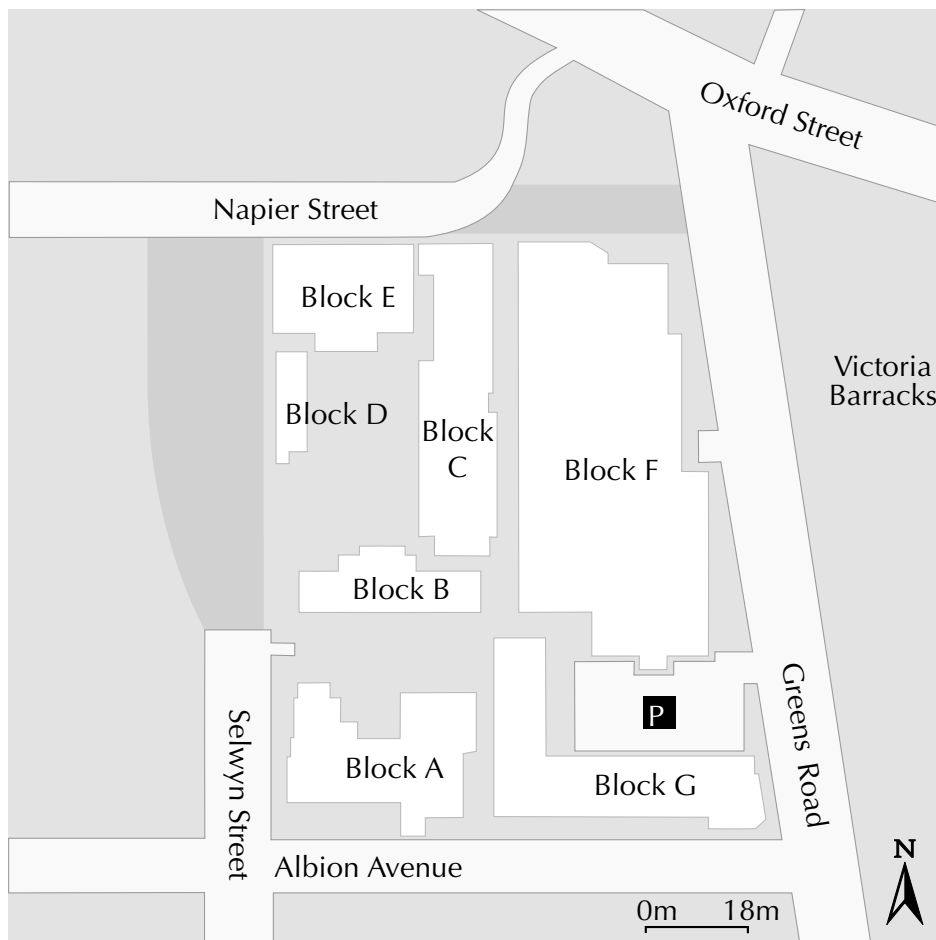 Oxford Street
Napier Street
Block E
Victoria
Barracks
Block D
Block
C
Block F
Block B
Greens Road
P
Selwyn Street
Block A
Block G
Albion Avenue
N
0m 18m